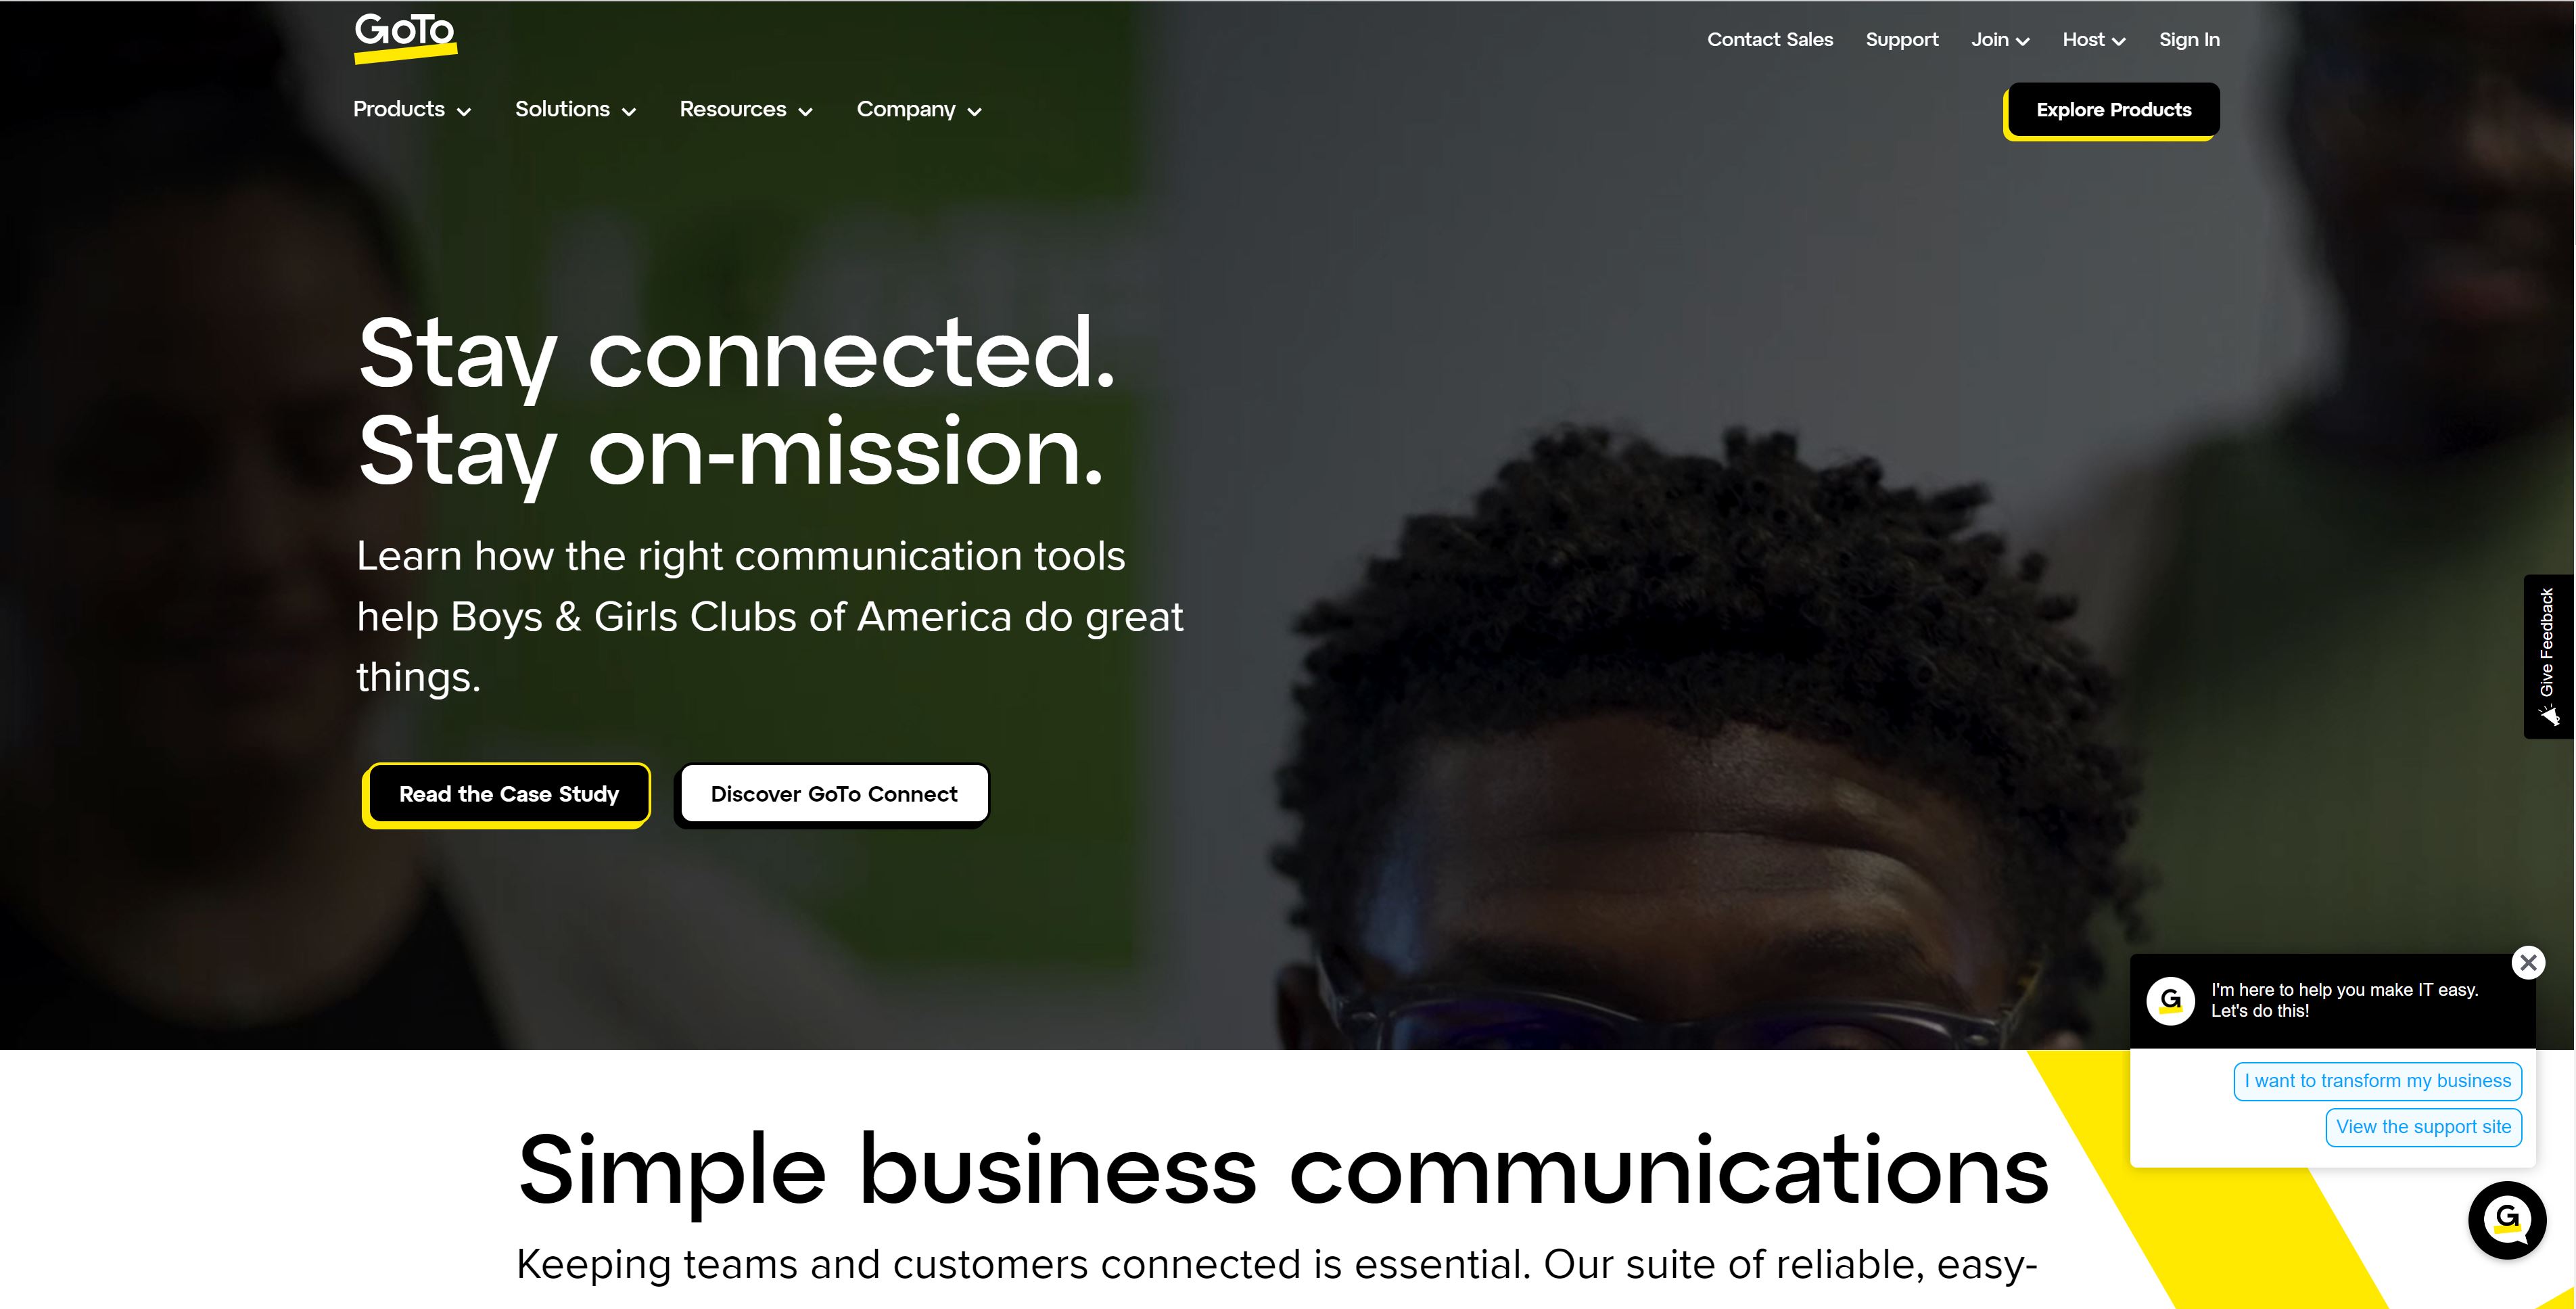 GoTo
Contact Sales
Support
Join
Host
Sign In
Products
Solutions
Resources
Company
Explore Products
Stay connected.
Stay on-mission.
Learn how the right communication tools
help Boys & Girls Clubs of America do great
things.
Read the Case Study
Discover GoTo Connect
Give Feedback
G
I'm here to help you make IT easy.
Let's do this!
I want to transform my business
View the support site
Simple business communications
Keeping teams and customers connected is essential. Our suite of reliable, easy-
G